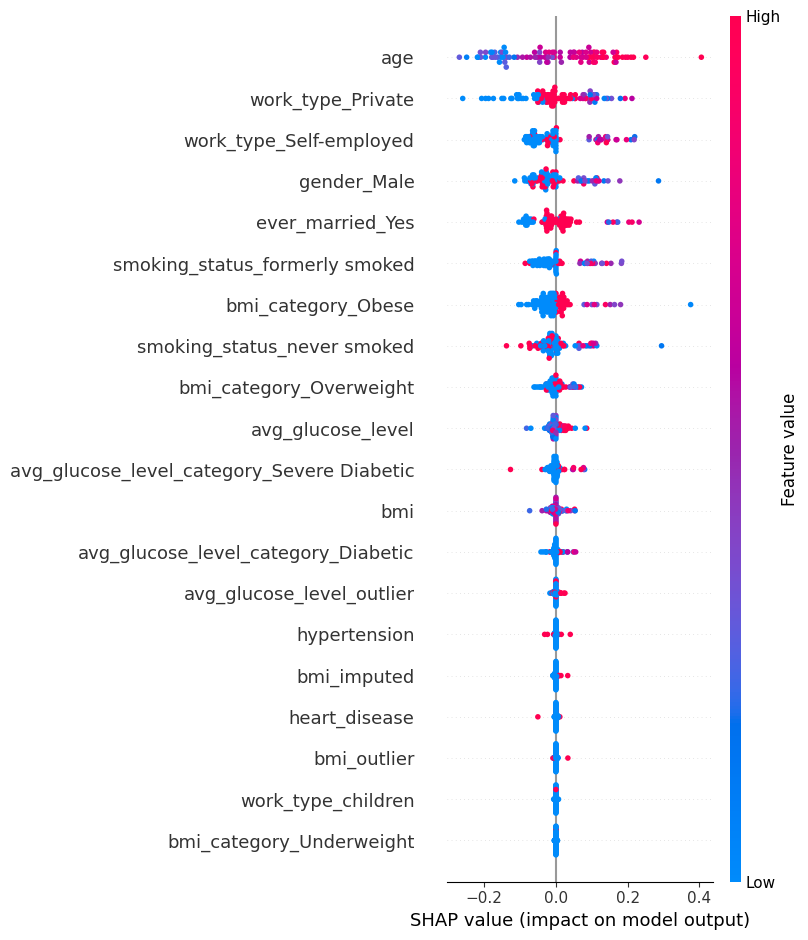 High
age
work_type_Private
work_type_Self-employed
gender_Male
ever_married_Yes
smoking_status_formerly smoked
bmi_category_Obese
smoking_status_never smoked
bmi_category_Overweight
avg_glucose_level
avg_glucose_level_category_Severe Diabetic
bmi
avg_glucose_level_category_Diabetic
avg_glucose_level_outlier
hypertension
bmi_imputed
heart_disease
bmi_outlier
work_type_children
bmi_category_Underweight
Feature value
Low
−0.2 0.0 0.2 0.4
SHAP value (impact on model output)